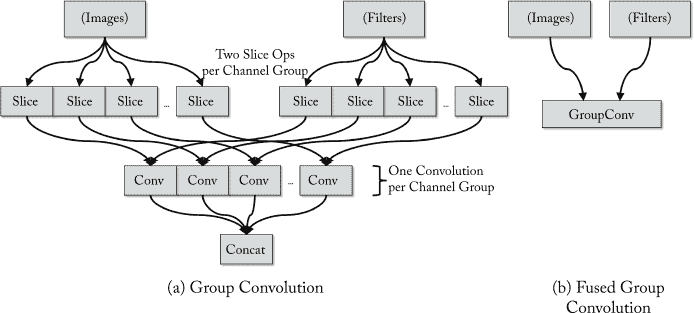 (Images)
(Filters)
(Images)
(Filters)
Two Slice Ops
per Channel Group
Slice Slice Slice ... Slice
Slice Slice Slice ... Slice
GroupConv
Conv Conv Conv ... Conv
One Convolution
per Channel Group
Concat
(a) Group Convolution
(b) Fused Group
Convolution